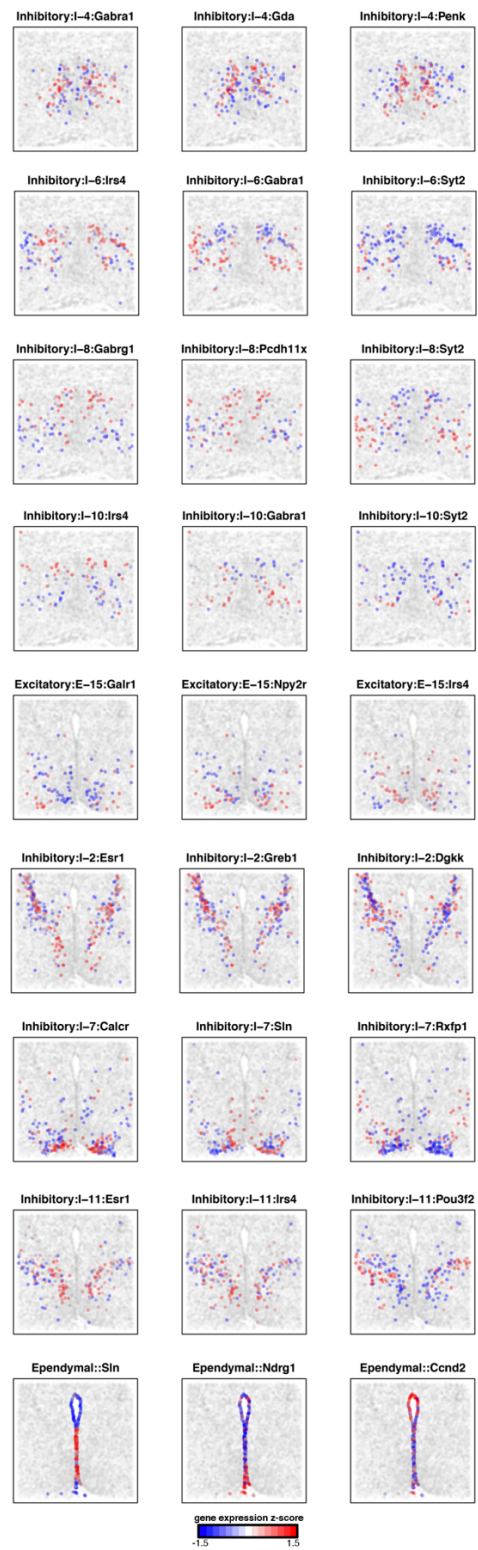 Inhibitory:I−4:Gabra1 Inhibitory:I−4:Gda Inhibitory:I−4:Penk
Inhibitory:I−6:Irs4 Inhibitory:I−6:Gabra1 Inhibitory:I−6:Syt2
Inhibitory:I−8:Gabrg1 Inhibitory:I−8:Pcdh11x Inhibitory:I−8:Syt2
Inhibitory:I−10:Irs4 Inhibitory:I−10:Gabra1 Inhibitory:I−10:Syt2
Excitatory:E−15:Galr1 Excitatory:E−15:Npy2r Excitatory:E−15:Irs4
Inhibitory:I−2:Esr1 Inhibitory:I−2:Greb1 Inhibitory:I−2:Dgkk
Inhibitory:I−7:Calcr Inhibitory:I−7:Sln Inhibitory:I−7:Rxfp1
Inhibitory:I−11:Esr1 Inhibitory:I−11:Irs4 Inhibitory:I−11:Pou3f2
Ependymal::Sln Ependymal::Ndrg1 Ependymal::Ccnd2
gene expression z-score
-1.5 1.5